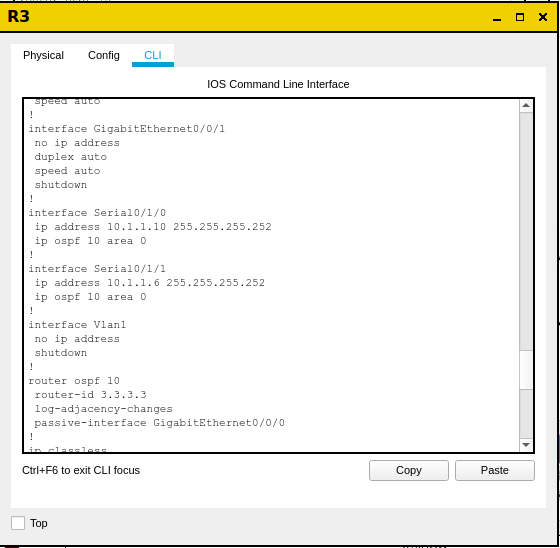 R3
Physical Config CLI
IOS Command Line Interface
speed auto
!
interface GigabitEthernet0/0/1
no ip address
duplex auto
speed auto
shutdown
!
interface Serial0/1/0
ip address 10.1.1.10 255.255.255.252
ip ospf 10 area 0
!
interface Serial0/1/1
ip address 10.1.1.6 255.255.255.252
ip ospf 10 area 0
!
interface Vlan1
no ip address
shutdown
!
router ospf 10
router-id 3.3.3.3
log-adjacency-changes
passive-interface GigabitEthernet0/0/0
!
ip classless
Ctrl+F6 to exit CLI focus
Copy Paste
Top